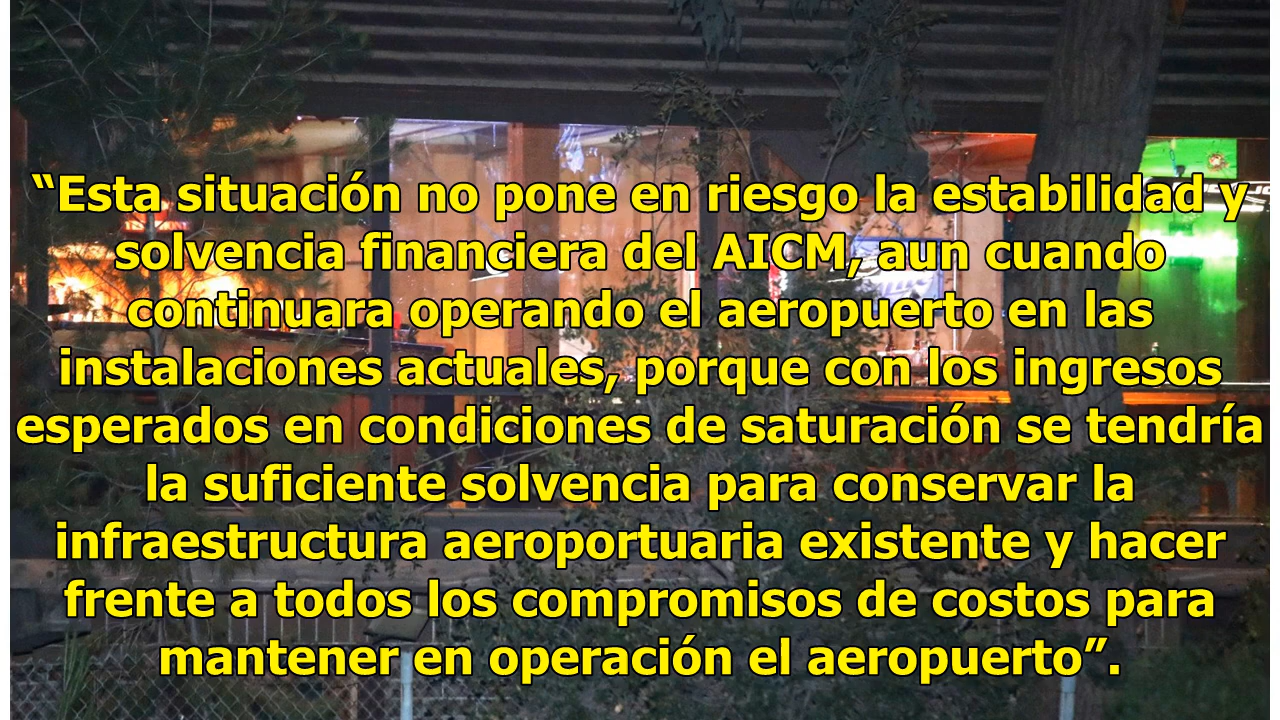 “Esta situación no pone en riesgo la estabilidad y
solvencia financiera del AICM, aun cuando
continuara operando el aeropuerto en las
instalaciones actuales, porque con los ingresos
esperados en condiciones de saturación se tendría
la suficiente solvencia para conservar la
infraestructura aeroportuaria existente y hacer
frente a todos los compromisos de costos para
mantener en operación el aeropuerto”.